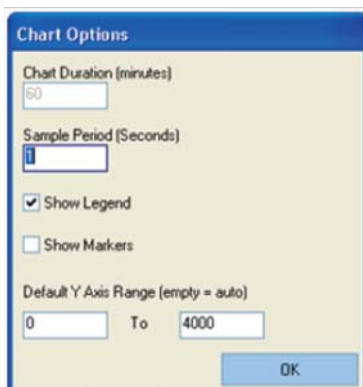 Chart Options
Chart Duration (minutes)
60
Sample Period (Seconds)
1
Show Legend
Show Markers
Default Y Axis Range (empty = auto)
0 To 4000
OK